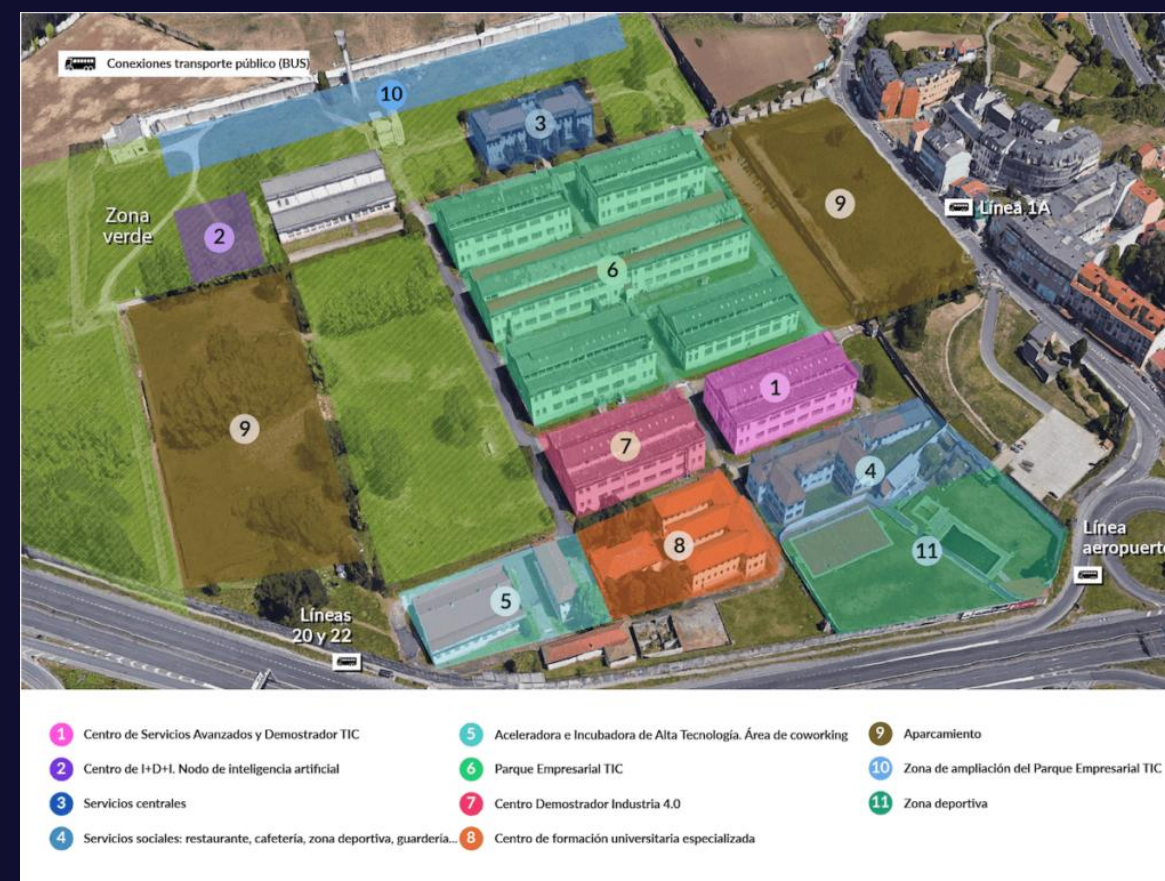 Conexiones transporte público (BUS)
10
3
Zona
verde
2
9
Línea 1A
6
1
9
7
4
8
11
Línea
aeropuerto
5
Líneas
20 y 22
1 Centro de Servicios Avanzados y Demostrador TIC
2 Centro de I+D+I. Nodo de inteligencia artificial
3 Servicios centrales
4 Servicios sociales: restaurante, cafetería, zona deportiva, guardería...
5 Aceleradora e Incubadora de Alta Tecnología. Área de coworking
6 Parque Empresarial TIC
7 Centro Demostrador Industria 4.0
8 Centro de formación universitaria especializada
9 Aparcamiento
10 Zona de ampliación del Parque Empresarial TIC
11 Zona deportiva